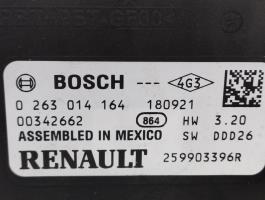 BOSCH --- 4G3
0 263 014 164 180921
00342662 864 HW 3.20
ASSEMBLED IN MEXICO SW DDD26
RENAULT 259903396R